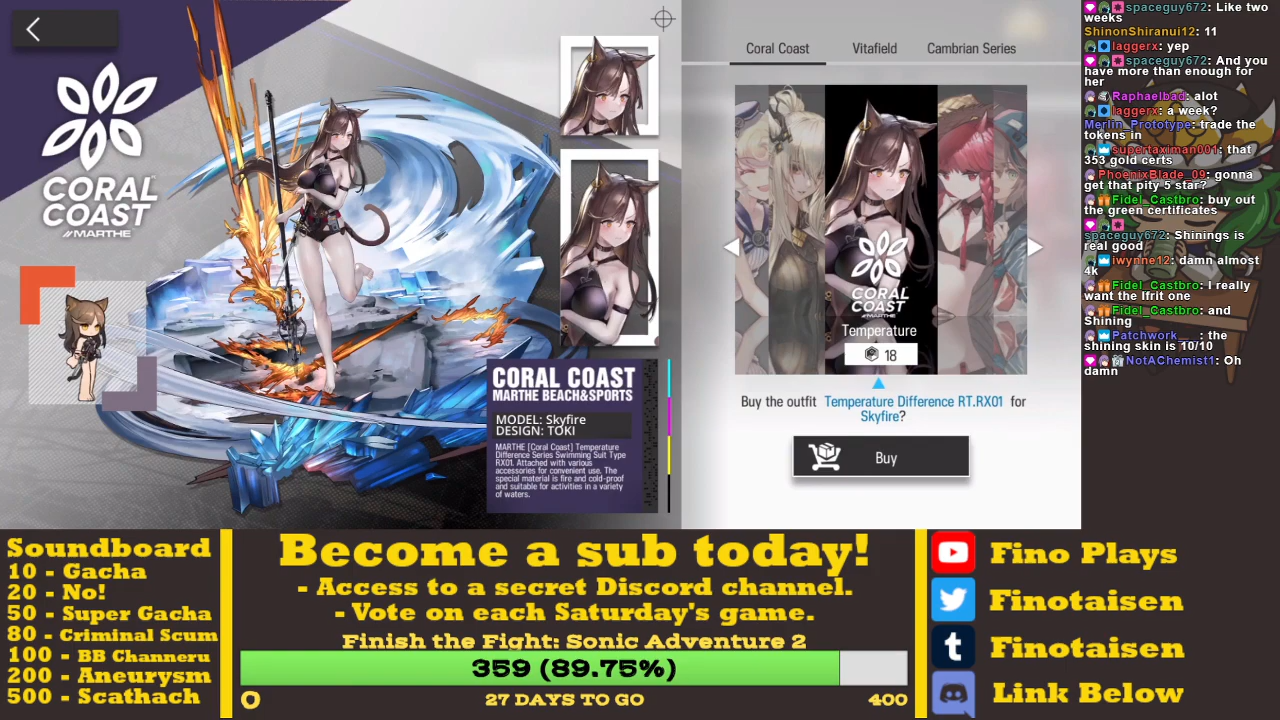 CORAL
COAST
//MARTHE
CORAL COAST
MARTHE BEACH&SPORTS
MODEL: Skyfire
DESIGN: TOKI
MARTHE [Coral Coast] Temperature
Difference Series Swimming Suit Type
RX01. Attached with various
accessories for convenient use. The
special material is fire and cold-proof
and suitable for activities in a variety
of waters.
Coral Coast
Vitafield
Cambrian Series
CORAL
COAST
//MARTHE
Temperature
18
Buy the outfit Temperature Difference RT.RX01 for
Skyfire?
Buy
spaceguy672: Like two
weeks
ShinonShiranui12: 11
laggerx: yep
spaceguy672: And you
have more than enough for
her
Raphaelbad: alot
laggerx: a week?
Merlin_Prototype: trade the
tokens in
supertaximan001: that
353 gold certs
PhoenixBlade_09: gonna
get that pity 5 star?
Fidel_Castbro: buy out
the green certificates
spaceguy672: Shinings is
real good
iwynne12: damn almost
4k
Fidel_Castbro: I really
want the Ifrit one
Fidel_Castbro: and
Shining
Patchwork__: the
shining skin is 10/10
NotAChemist1: Oh
damn
Soundboard
10 - Gacha
20 - No!
50 - Super Gacha
80 - Criminal Scum
100 - BB Channeru
200 - Aneurysm
500 - Scathach
Become a sub today!
- Access to a secret Discord channel.
- Vote on each Saturday's game.
Finish the Fight: Sonic Adventure 2
359 (89.75%)
0
27 DAYS TO GO
400
Fino Plays
Finotaisen
Finotaisen
Link Below